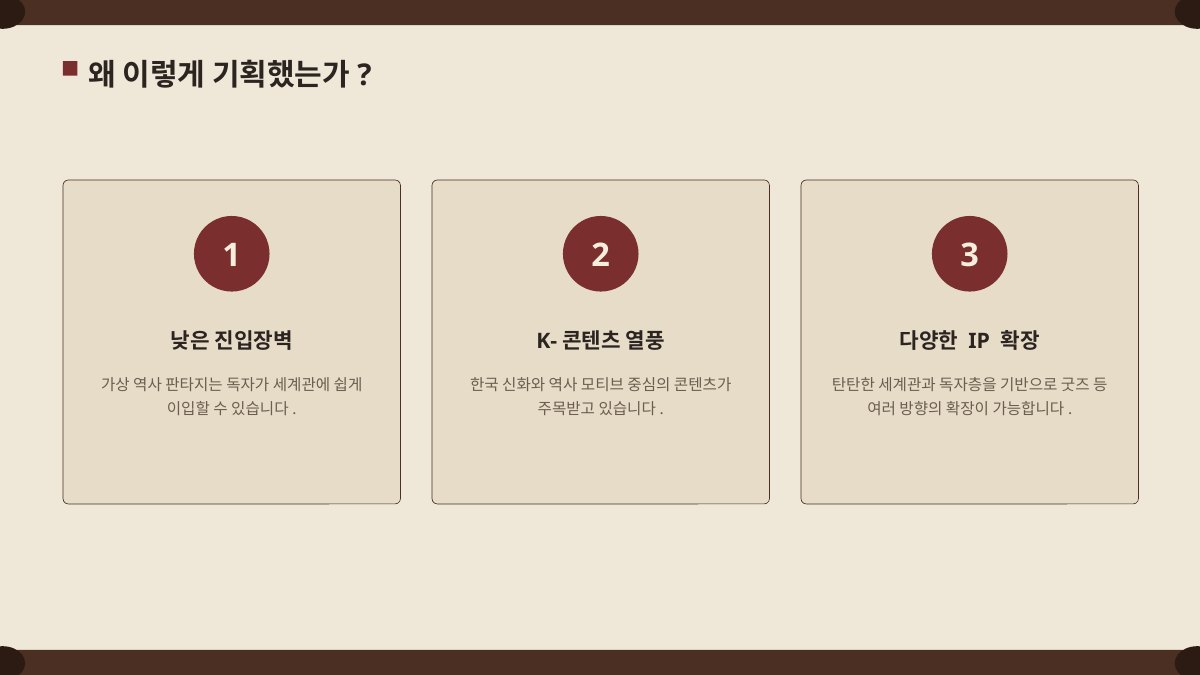 왜 이렇게 기획했는가 ?
1
낮은 진입장벽
가상 역사 판타지는 독자가 세계관에 쉽게
이입할 수 있습니다 .
2
K- 콘텐츠 열풍
한국 신화와 역사 모티브 중심의 콘텐츠가
주목받고 있습니다 .
3
다양한 IP 확장
탄탄한 세계관과 독자층을 기반으로 굿즈 등
여러 방향의 확장이 가능합니다 .